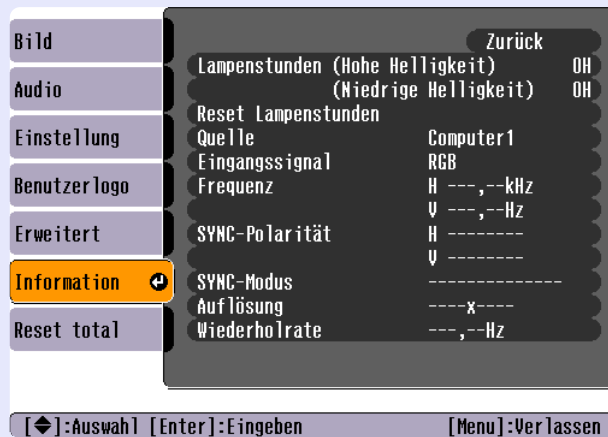 Bild
Audio
Einstellung
Benutzerlogo
Erweitert
Information
Reset total
Zurück
Lampenstunden (Hohe Helligkeit) 0H
(Niedrige Helligkeit) 0H
Reset Lampenstunden
Quelle Computer1
Eingangssignal RGB
Frequenz H ---,--kHz
V ---,--Hz
SYNC-Polarität H --------
V --------
SYNC-Modus --------------
Auflösung ----x----
Wiederholrate ---,--Hz
[◆]:Auswahl [Enter]:Eingeben [Menu]:Verlassen